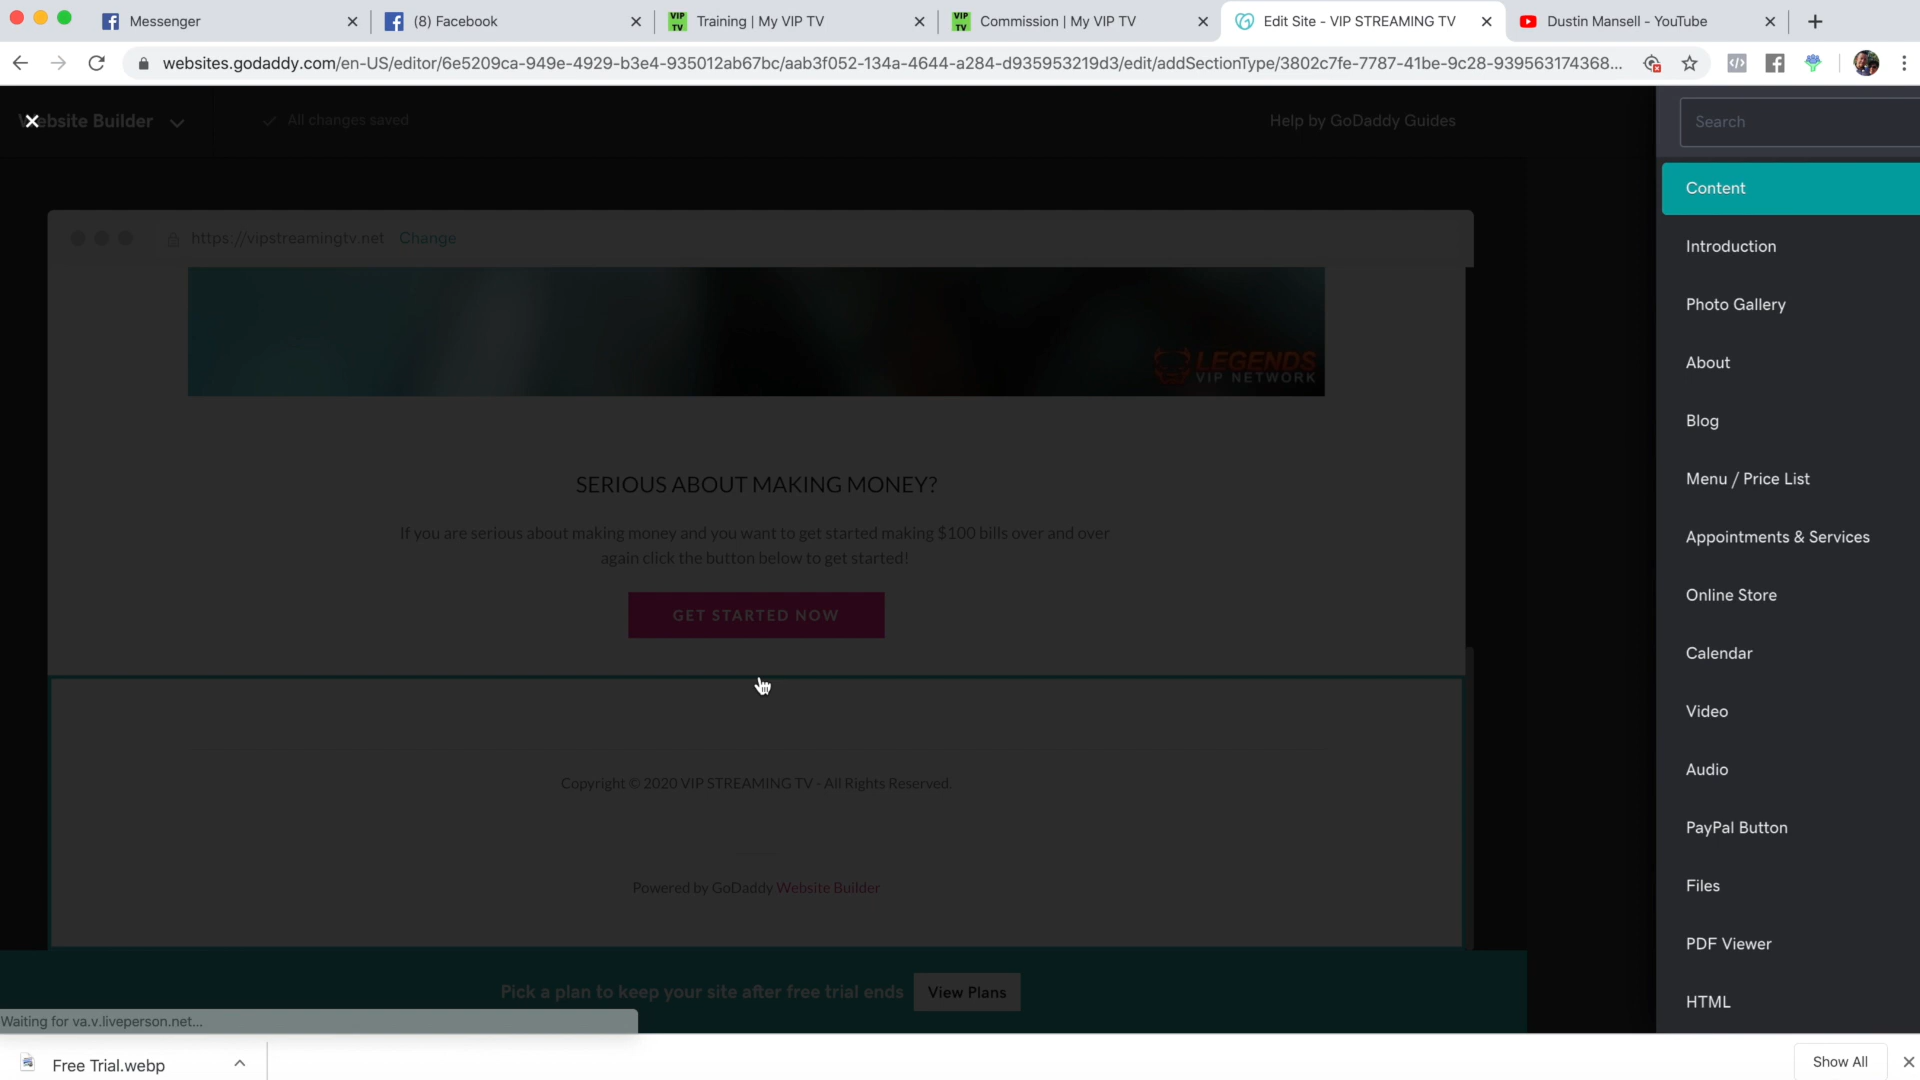 Messenger
(8) Facebook
VIP TV
Training | My VIP TV
VIP TV
Commission | My VIP TV
Edit Site - VIP STREAMING TV
Dustin Mansell - YouTube
websites.godaddy.com/en-US/editor/6e5209ca-949e-4929-b3e4-935012ab67bc/aab3f052-134a-4644-a284-d935953219d3/edit/addSectionType/3802c7fe-7787-41be-9c28-939563174368...
Website Builder
All changes saved
Help by GoDaddy Guides
Search
Content
https://vipstreamingtv.net Change
Introduction
Photo Gallery
LEGENDS
VIP NETWORK
About
Blog
Menu / Price List
SERIOUS ABOUT MAKING MONEY?
If you are serious about making money and you want to get started making $100 bills over and over
again click the button below to get started!
Appointments & Services
Online Store
GET STARTED NOW
Calendar
Video
Audio
Copyright © 2020 VIP STREAMING TV - All Rights Reserved.
PayPal Button
Files
Powered by GoDaddy Website Builder
PDF Viewer
HTML
Pick a plan to keep your site after free trial ends
View Plans
Waiting for va.v.liveperson.net...
Free Trial.webp
Show All